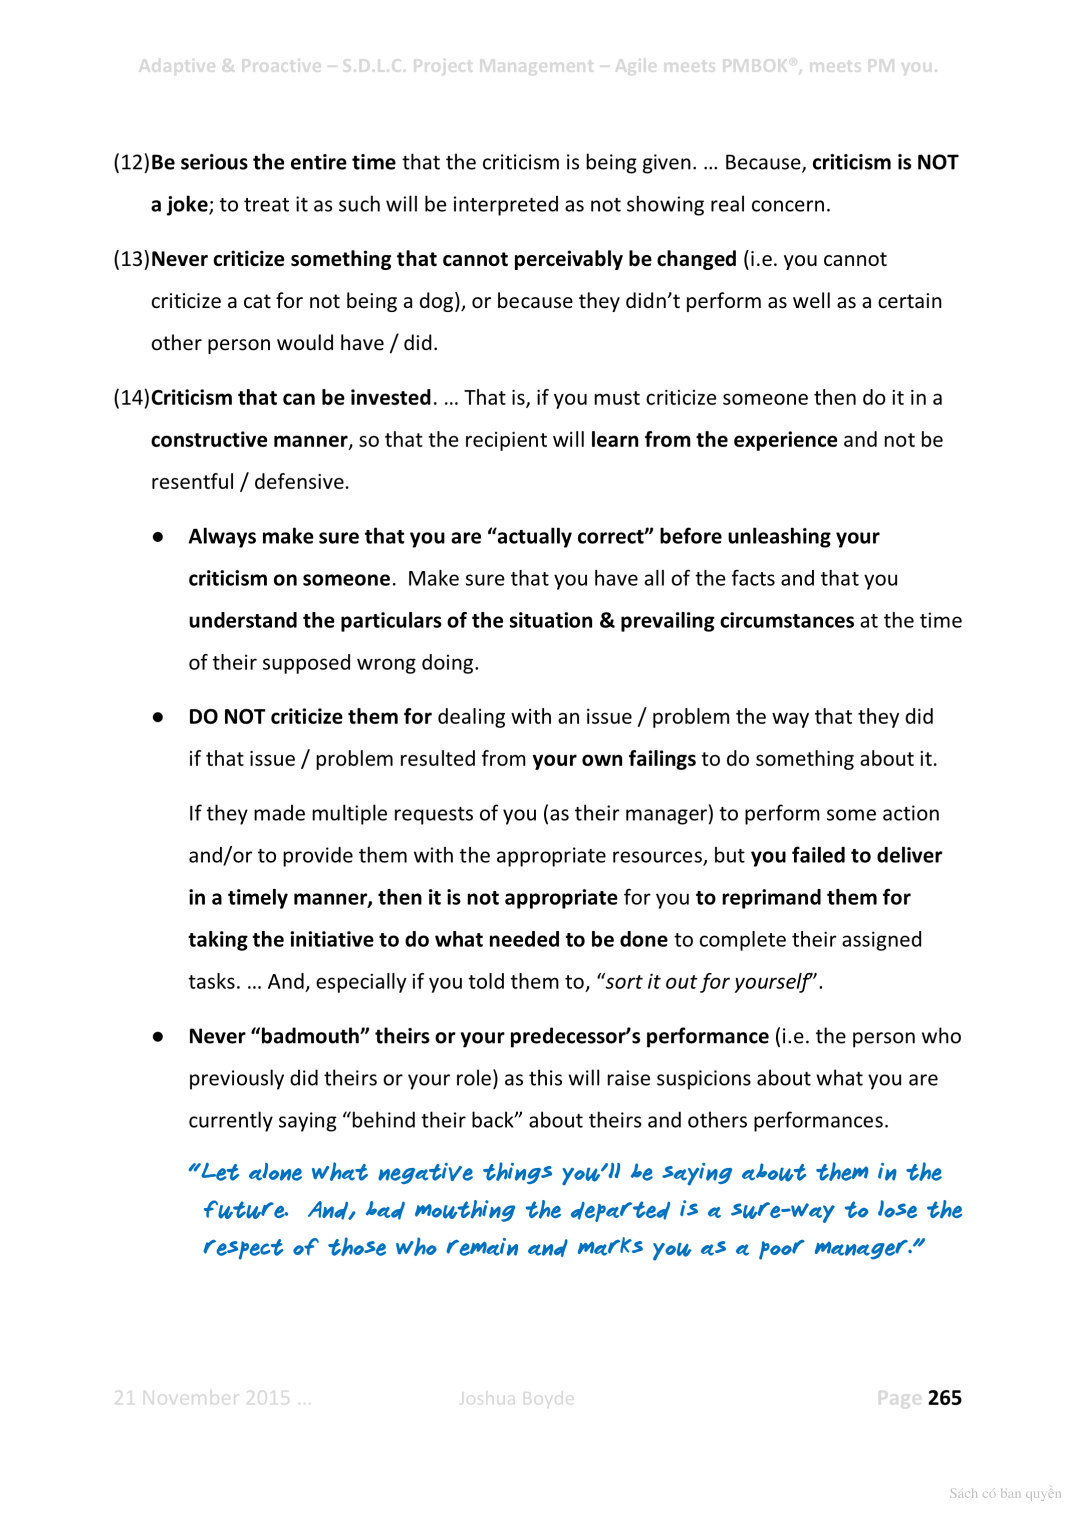 Adaptive & Proactive – S.D.L.C. Project Management – Agile meets PMBOK®, meets PM you.
(12)Be serious the entire time that the criticism is being given. … Because, criticism is NOT
a joke; to treat it as such will be interpreted as not showing real concern.
(13)Never criticize something that cannot perceivably be changed (i.e. you cannot
criticize a cat for not being a dog), or because they didn’t perform as well as a certain
other person would have / did.
(14)Criticism that can be invested. … That is, if you must criticize someone then do it in a
constructive manner, so that the recipient will learn from the experience and not be
resentful / defensive.
● Always make sure that you are “actually correct” before unleashing your
criticism on someone.  Make sure that you have all of the facts and that you
understand the particulars of the situation & prevailing circumstances at the time
of their supposed wrong doing.
● DO NOT criticize them for dealing with an issue / problem the way that they did
if that issue / problem resulted from your own failings to do something about it.
If they made multiple requests of you (as their manager) to perform some action
and/or to provide them with the appropriate resources, but you failed to deliver
in a timely manner, then it is not appropriate for you to reprimand them for
taking the initiative to do what needed to be done to complete their assigned
tasks. … And, especially if you told them to, “sort it out for yourself”.
● Never “badmouth” theirs or your predecessor’s performance (i.e. the person who
previously did theirs or your role) as this will raise suspicions about what you are
currently saying “behind their back” about theirs and others performances.
“Let alone what negative things you’ll be saying about them in the
future.  And, bad mouthing the departed is a sure-way to lose the
respect of those who remain and marks you as a poor manager.”
21 November 2015 … Joshua Boyde Page 265
Sách có bản quyền